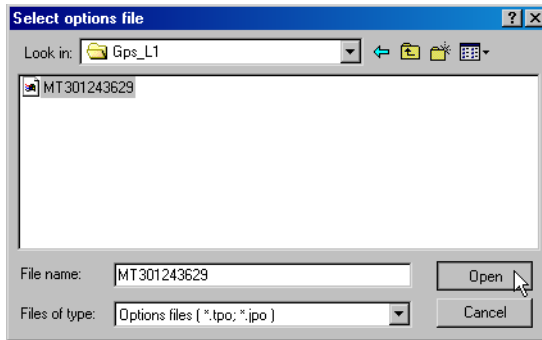 Select options file
Look in: Gps_L1
MT301243629
File name: MT301243629 Open
Files of type: Options files ( *.tpo; *.jpo ) Cancel